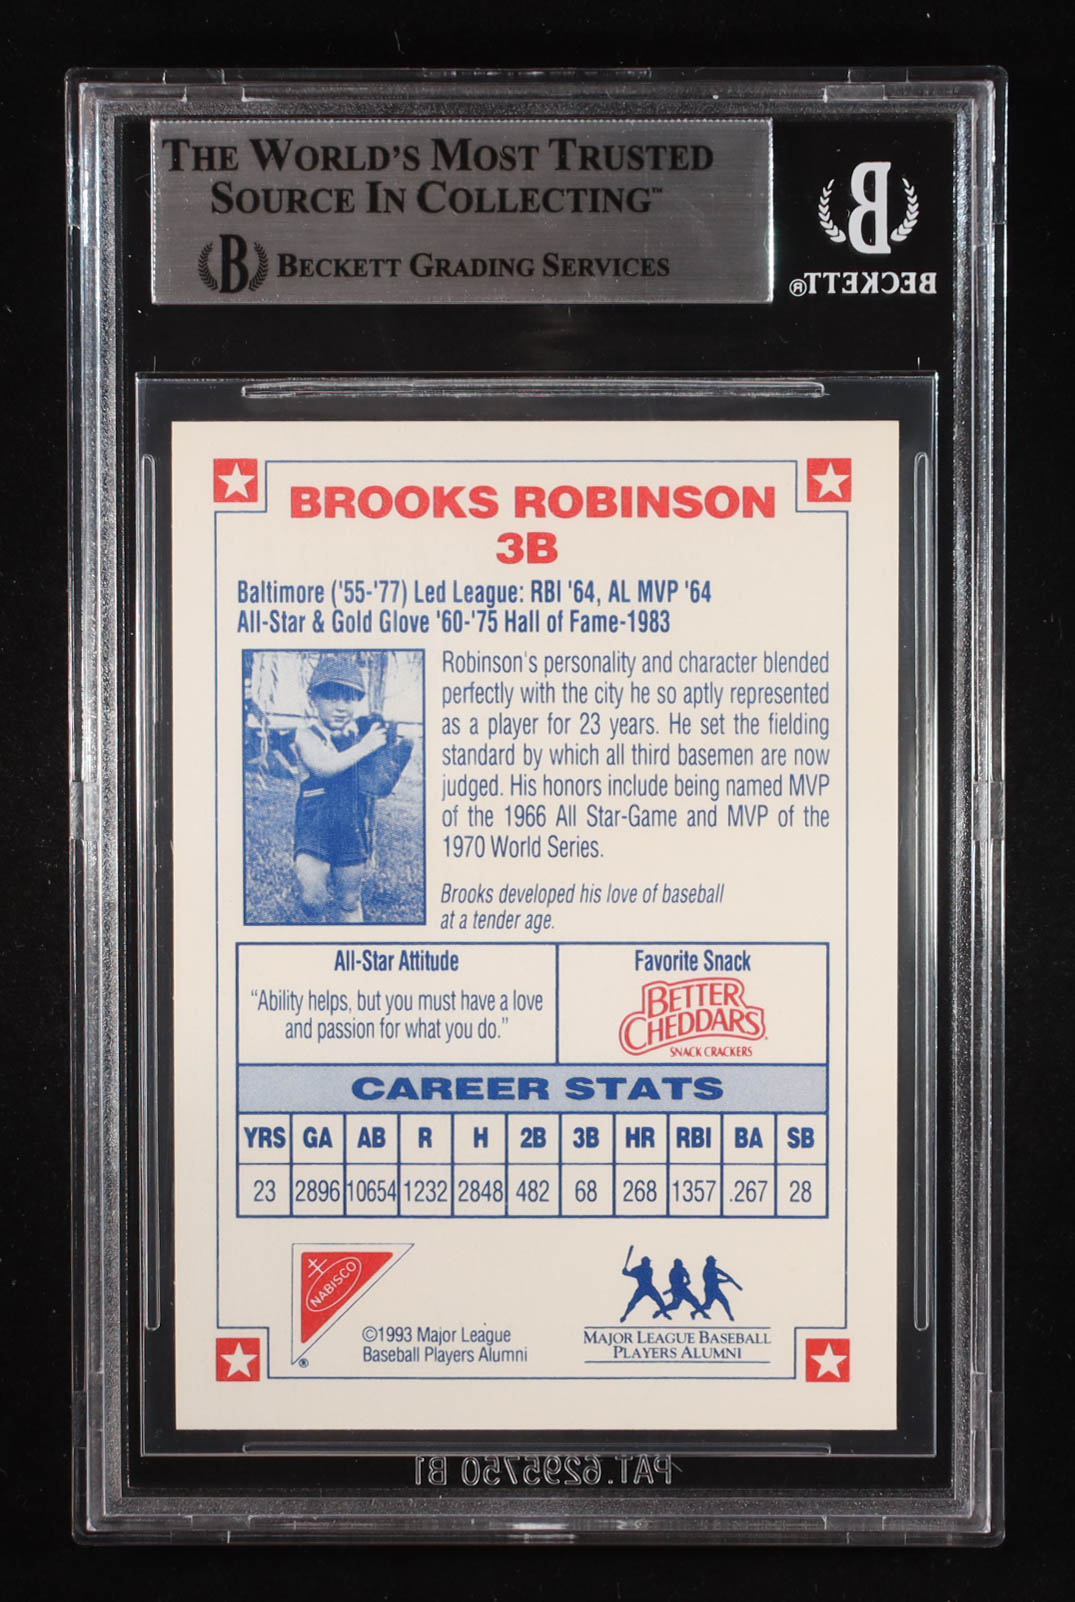 THE WORLD'S MOST TRUSTED
SOURCE IN COLLECTING™
B BECKETT GRADING SERVICES
B
BECKETT®
BROOKS ROBINSON
3B
Baltimore ('55-'77) Led League: RBI '64, AL MVP '64
All-Star & Gold Glove '60-'75 Hall of Fame-1983
Robinson's personality and character blended
perfectly with the city he so aptly represented
as a player for 23 years. He set the fielding
standard by which all third basemen are now
judged. His honors include being named MVP
of the 1966 All Star-Game and MVP of the
1970 World Series.
Brooks developed his love of baseball
at a tender age.
All-Star Attitude
"Ability helps, but you must have a love
and passion for what you do."
Favorite Snack
BETTER
CHEDDARS®
SNACK CRACKERS
CAREER STATS
YRS GA AB R H 2B 3B HR RBI BA SB
23 2896 10654 1232 2848 482 68 268 1357 .267 28
NABISCO
®
©1993 Major League
Baseball Players Alumni
MAJOR LEAGUE BASEBALL
PLAYERS ALUMNI
PAT.6295750 B1